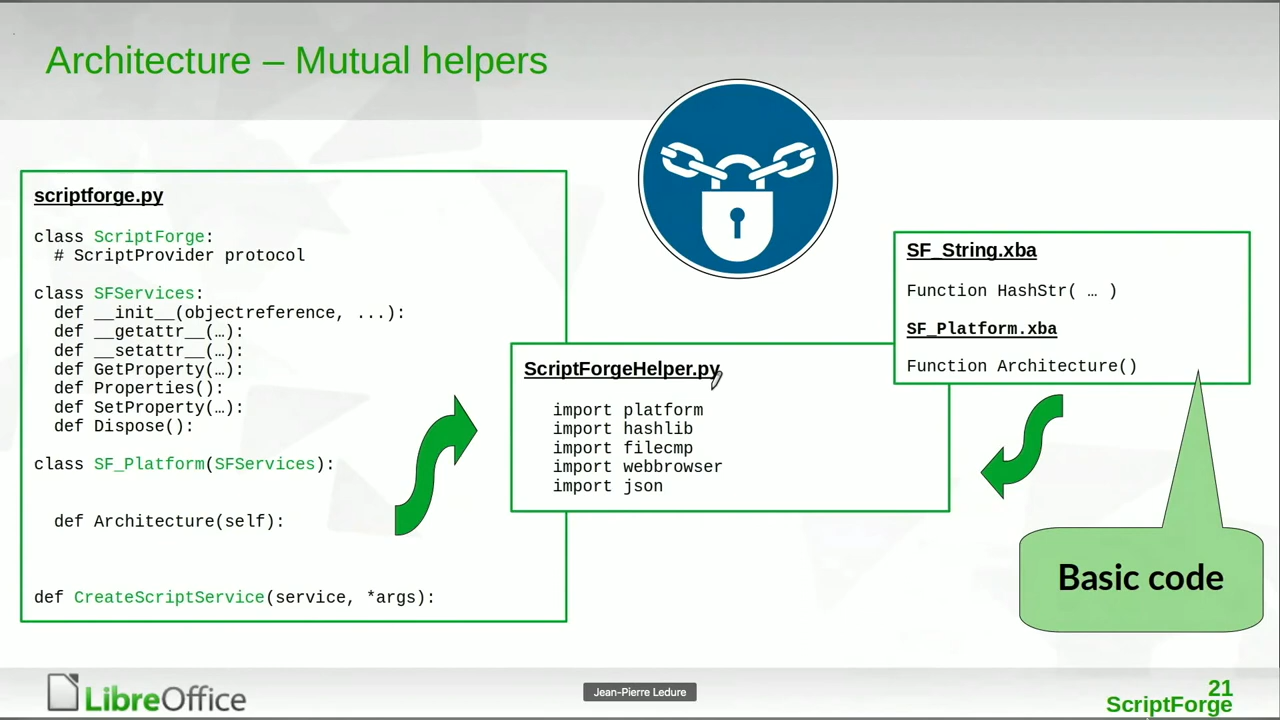 Architecture – Mutual helpers
scriptforge.py
class ScriptForge:
# ScriptProvider protocol
class SFServices:
def __init__(objectreference, ...):
def __getattr__(…):
def __setattr__(…):
def GetProperty(…):
def Properties():
def SetProperty(…):
def Dispose():
class SF_Platform(SFServices):
def Architecture(self):
def CreateScriptService(service, *args):
ScriptForgeHelper.py
import platform
import hashlib
import filecmp
import webbrowser
import json
SF_String.xba
Function HashStr( … )
SF_Platform.xba
Function Architecture()
Basic code
LibreOffice
Jean-Pierre Ledure
21
ScriptForge